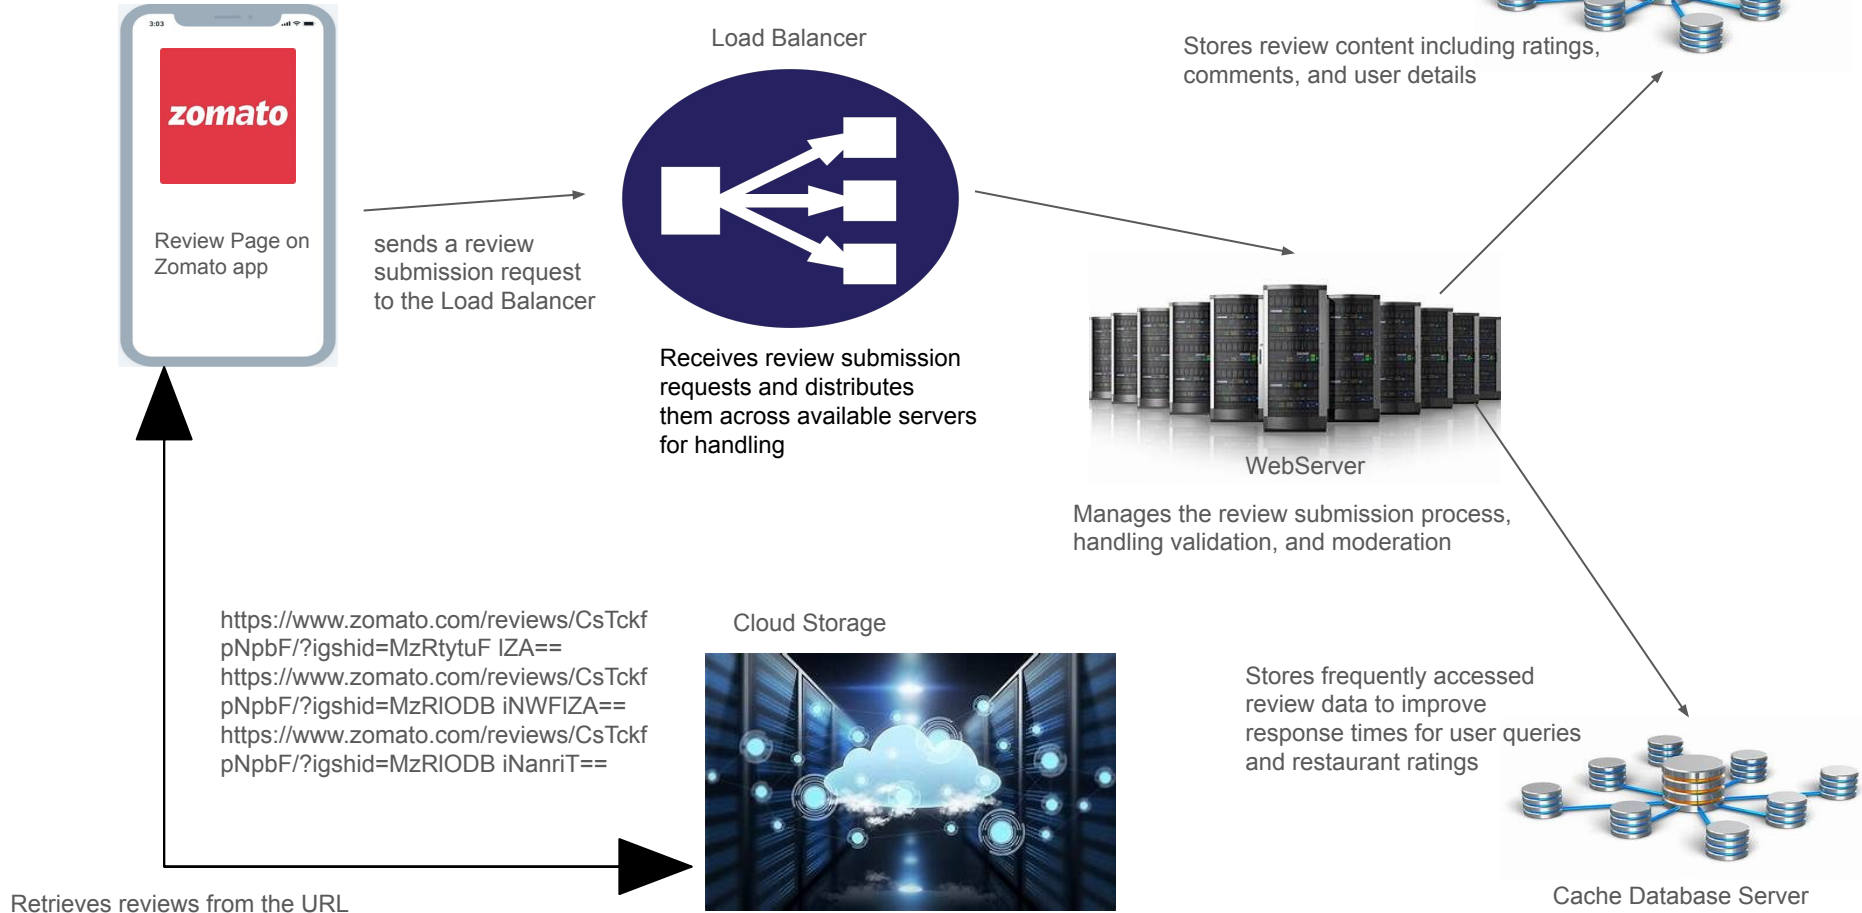 3:03
zomato
Review Page on
Zomato app
sends a review
submission request
to the Load Balancer
Load Balancer
Receives review submission
requests and distributes
them across available servers
for handling
Stores review content including ratings,
comments, and user details
WebServer
Manages the review submission process,
handling validation, and moderation
https://www.zomato.com/reviews/CsTckf
pNpbF/?igshid=MzRtytuF lZA==
https://www.zomato.com/reviews/CsTckf
pNpbF/?igshid=MzRlODB iNWFlZA==
https://www.zomato.com/reviews/CsTckf
pNpbF/?igshid=MzRlODB iNanriT==
Cloud Storage
Stores frequently accessed
review data to improve
response times for user queries
and restaurant ratings
Cache Database Server
Retrieves reviews from the URL